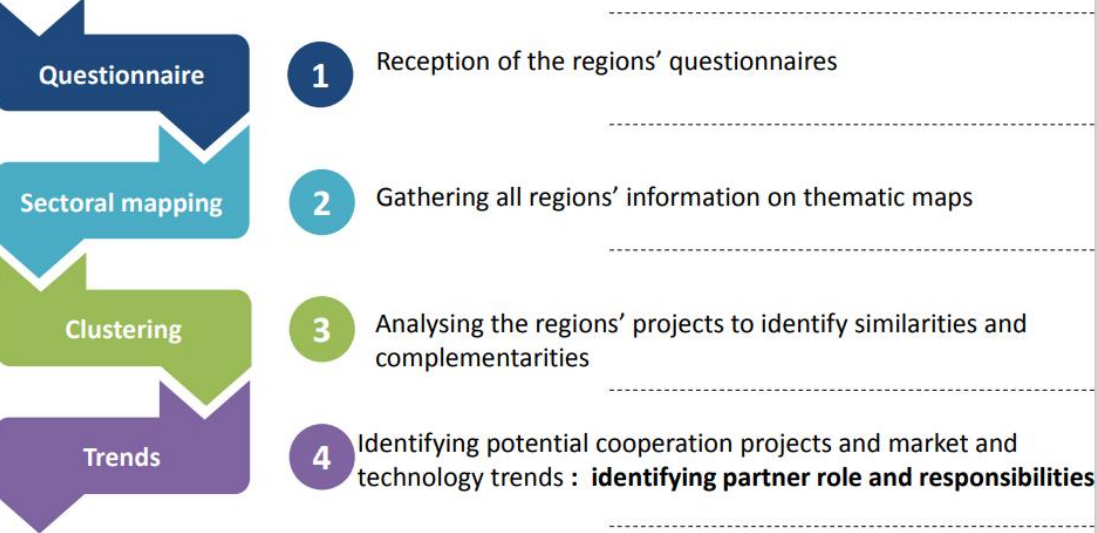 Questionnaire
1
Reception of the regions’ questionnaires
Sectoral mapping
2
Gathering all regions’ information on thematic maps
Clustering
3
Analysing the regions’ projects to identify similarities and
complementarities
Trends
4
Identifying potential cooperation projects and market and
technology trends : identifying partner role and responsibilities